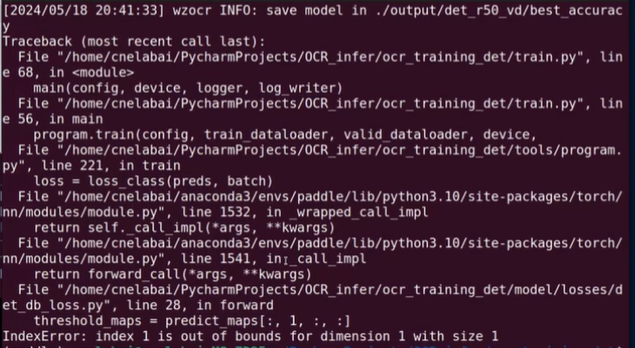 [2024/05/18 20:41:33] wzocr INFO: save model in ./output/det_r50_vd/best_accurac
y
Traceback (most recent call last):
  File "/home/cnelabai/PycharmProjects/OCR_infer/ocr_training_det/train.py", lin
e 68, in <module>
    main(config, device, logger, log_writer)
  File "/home/cnelabai/PycharmProjects/OCR_infer/ocr_training_det/train.py", lin
e 56, in main
    program.train(config, train_dataloader, valid_dataloader, device,
  File "/home/cnelabai/PycharmProjects/OCR_infer/ocr_training_det/tools/program.
py", line 221, in train
    loss = loss_class(preds, batch)
  File "/home/cnelabai/anaconda3/envs/paddle/lib/python3.10/site-packages/torch/
nn/modules/module.py", line 1532, in _wrapped_call_impl
    return self._call_impl(*args, **kwargs)
  File "/home/cnelabai/anaconda3/envs/paddle/lib/python3.10/site-packages/torch/
nn/modules/module.py", line 1541, in _call_impl
    return forward_call(*args, **kwargs)
  File "/home/cnelabai/PycharmProjects/OCR_infer/ocr_training_det/model/losses/d
et_db_loss.py", line 28, in forward
    threshold_maps = predict_maps[:, 1, :, :]
IndexError: index 1 is out of bounds for dimension 1 with size 1